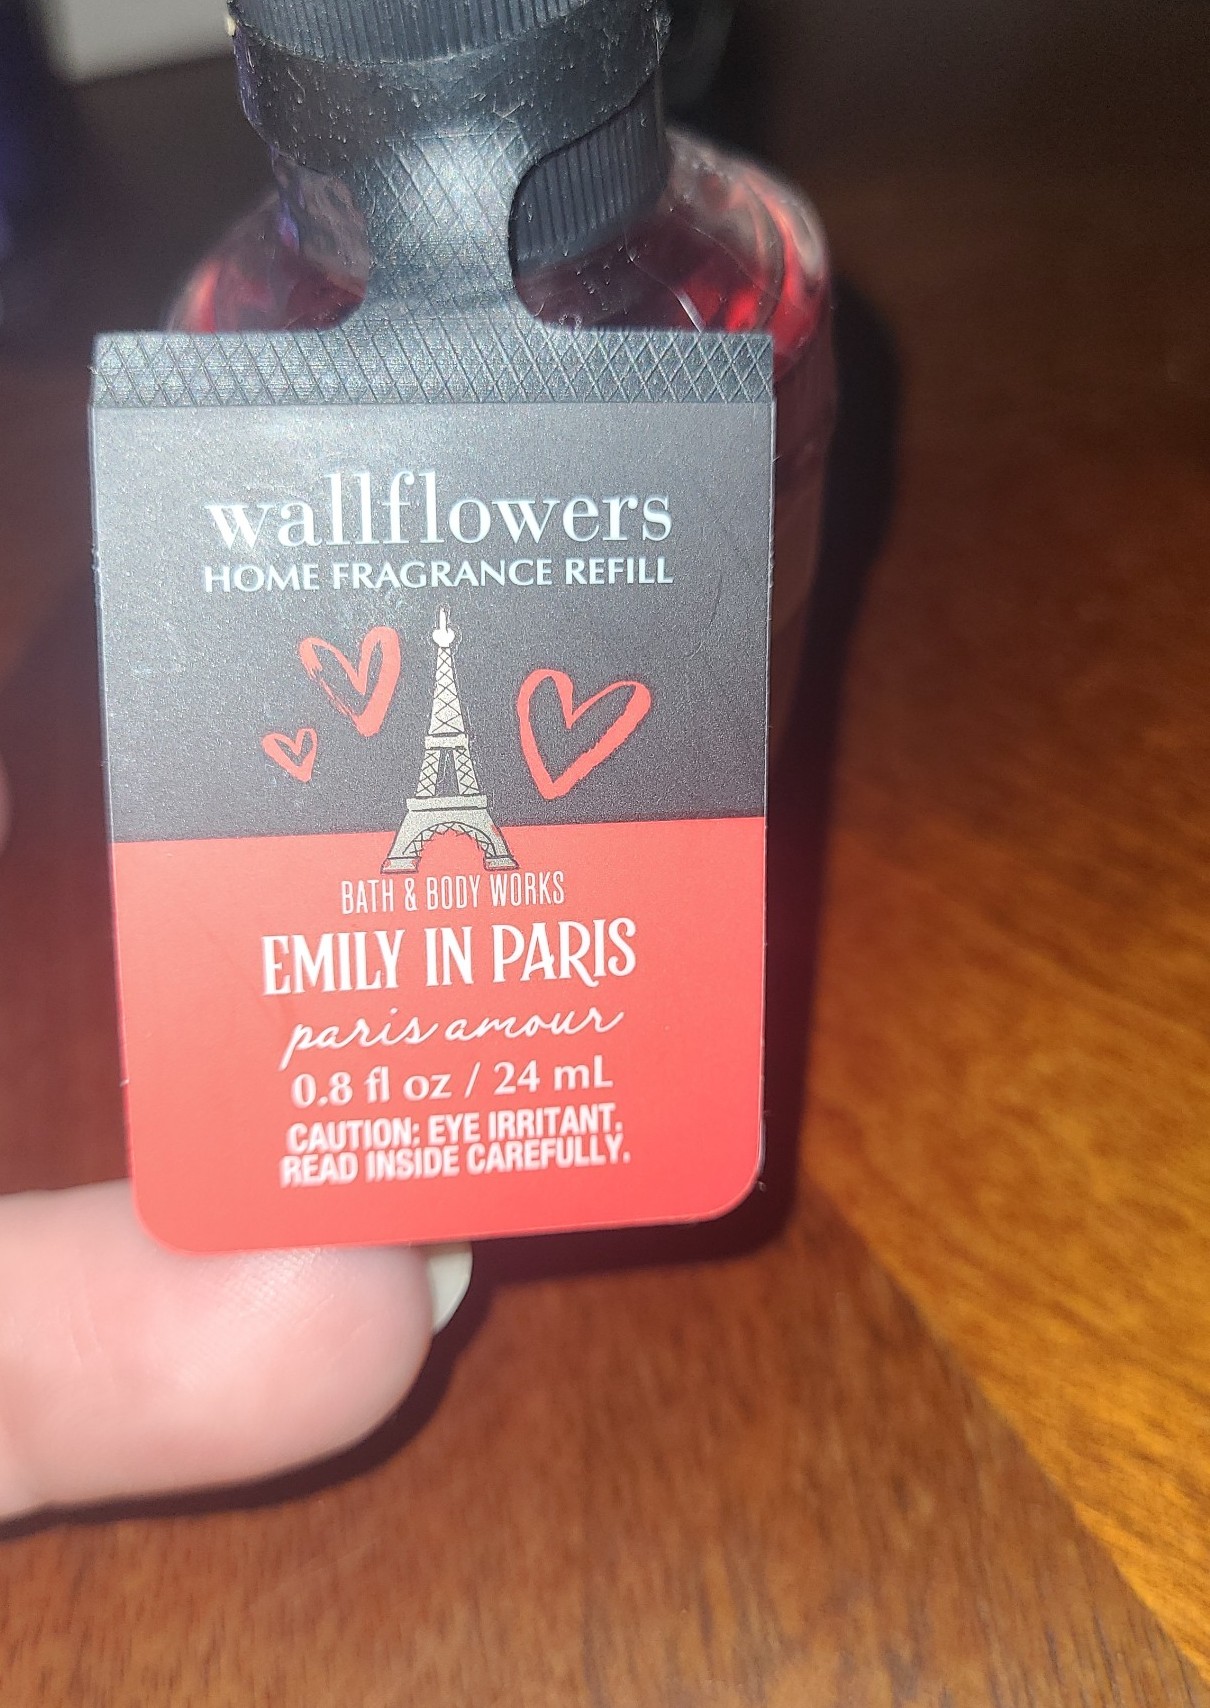 wallflowers
HOME FRAGRANCE REFILL
BATH & BODY WORKS
EMILY IN PARIS
paris amour
0.8 fl oz / 24 mL
CAUTION: EYE IRRITANT.
READ INSIDE CAREFULLY.